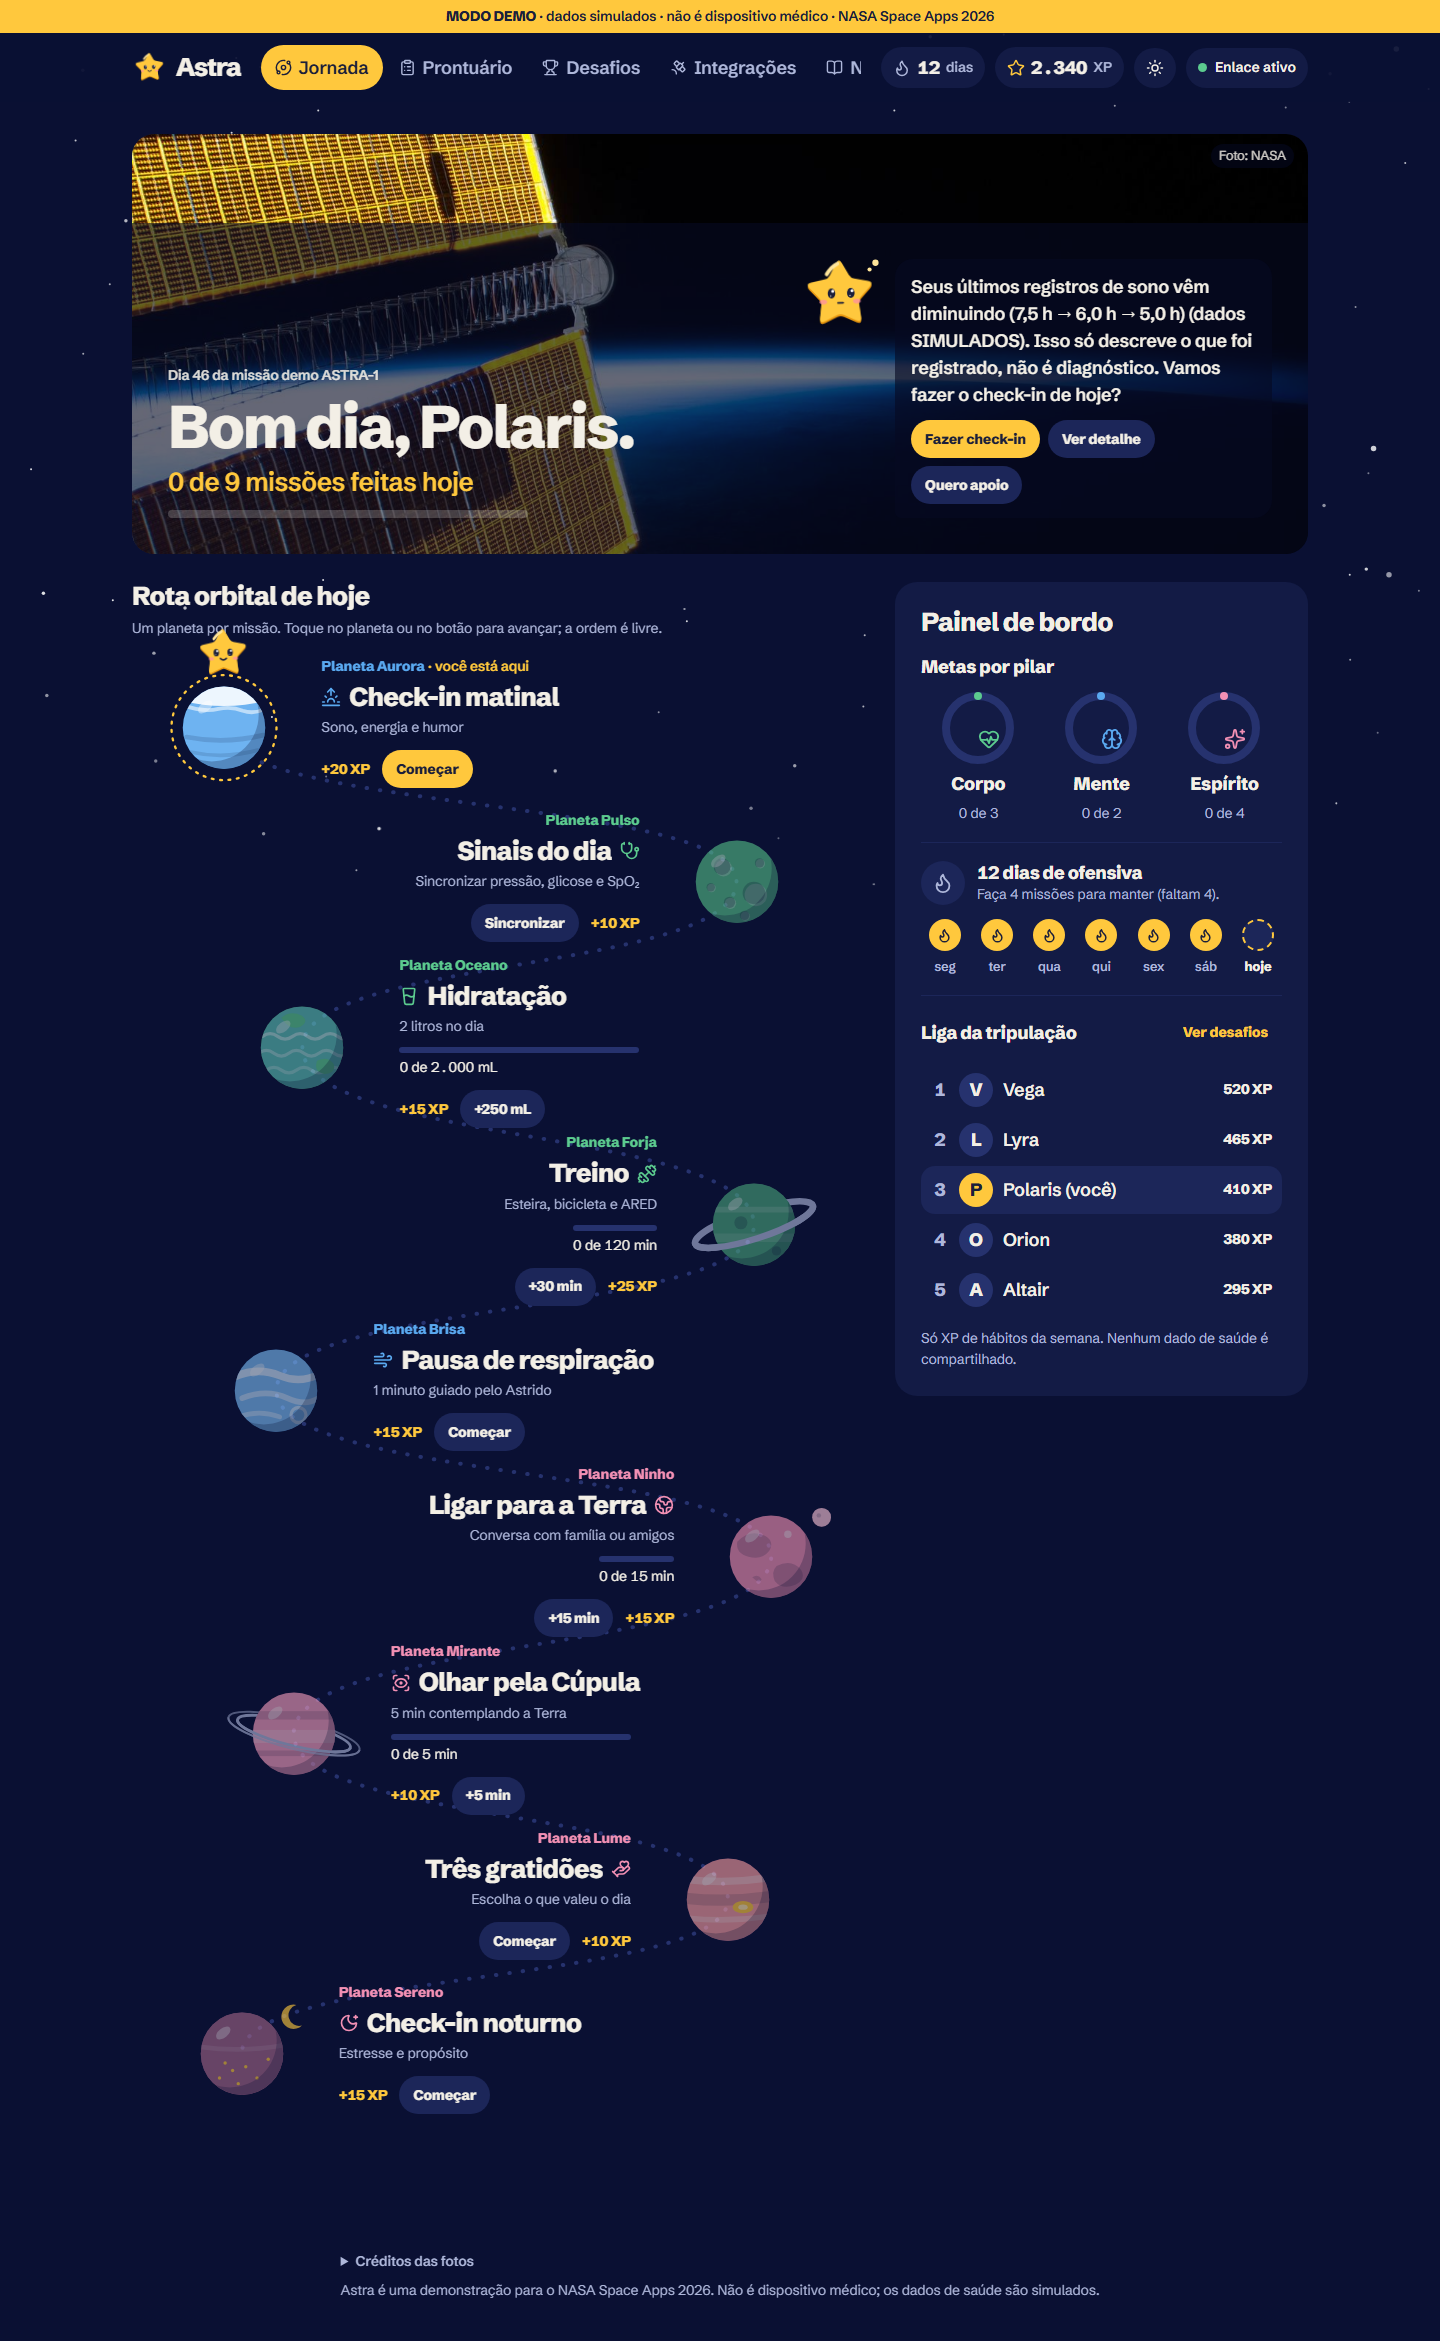 MODO DEMO · dados simulados · não é dispositivo médico · NASA Space Apps 2026
Astra
Jornada
Prontuário
Desafios
Integrações
N
12 dias
2.340 XP
Enlace ativo
Foto: NASA
Seus últimos registros de sono vêm
diminuindo (7,5 h → 6,0 h → 5,0 h) (dados
SIMULADOS). Isso só descreve o que foi
registrado, não é diagnóstico. Vamos
fazer o check-in de hoje?
Fazer check-in
Ver detalhe
Quero apoio
Dia 46 da missão demo ASTRA-1
Bom dia, Polaris.
0 de 9 missões feitas hoje
Rota orbital de hoje
Um planeta por missão. Toque no planeta ou no botão para avançar; a ordem é livre.
Planeta Aurora · você está aqui
Check-in matinal
Sono, energia e humor
+20 XP
Começar
Planeta Pulso
Sinais do dia
Sincronizar pressão, glicose e SpO₂
Sincronizar
+10 XP
Planeta Oceano
Hidratação
2 litros no dia
0 de 2.000 mL
+15 XP
+250 mL
Planeta Forja
Treino
Esteira, bicicleta e ARED
0 de 120 min
+30 min
+25 XP
Planeta Brisa
Pausa de respiração
1 minuto guiado pelo Astrido
+15 XP
Começar
Planeta Ninho
Ligar para a Terra
Conversa com família ou amigos
0 de 15 min
+15 min
+15 XP
Planeta Mirante
Olhar pela Cúpula
5 min contemplando a Terra
0 de 5 min
+10 XP
+5 min
Planeta Lume
Três gratidões
Escolha o que valeu o dia
Começar
+10 XP
Planeta Sereno
Check-in noturno
Estresse e propósito
+15 XP
Começar
Painel de bordo
Metas por pilar
Corpo
Mente
Espírito
0 de 3
0 de 2
0 de 4
12 dias de ofensiva
Faça 4 missões para manter (faltam 4).
seg
ter
qua
qui
sex
sáb
hoje
Liga da tripulação
Ver desafios
1 V Vega 520 XP
2 L Lyra 465 XP
3 P Polaris (você) 410 XP
4 O Orion 380 XP
5 A Altair 295 XP
Só XP de hábitos da semana. Nenhum dado de saúde é
compartilhado.
Créditos das fotos
Astra é uma demonstração para o NASA Space Apps 2026. Não é dispositivo médico; os dados de saúde são simulados.